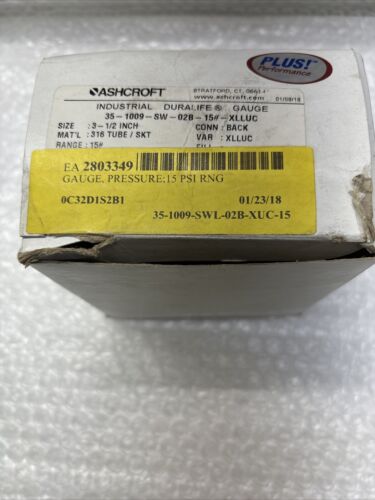 ASHCROFT
STRATFORD, CT. 06614
www.ashcroft.com
01/08/18
PLUS!™
Performance
INDUSTRIAL DURALIFE® GAUGE
35-1009-SW-02B-15#-XLLUC
SIZE : 3-1/2 INCH CONN : BACK
MAT'L : 316 TUBE / SKT VAR : XLLUC
RANGE : 15#
EA 2803349
GAUGE, PRESSURE;15 PSI RNG
0C32D1S2B1 01/23/18
35-1009-SWL-02B-XUC-15